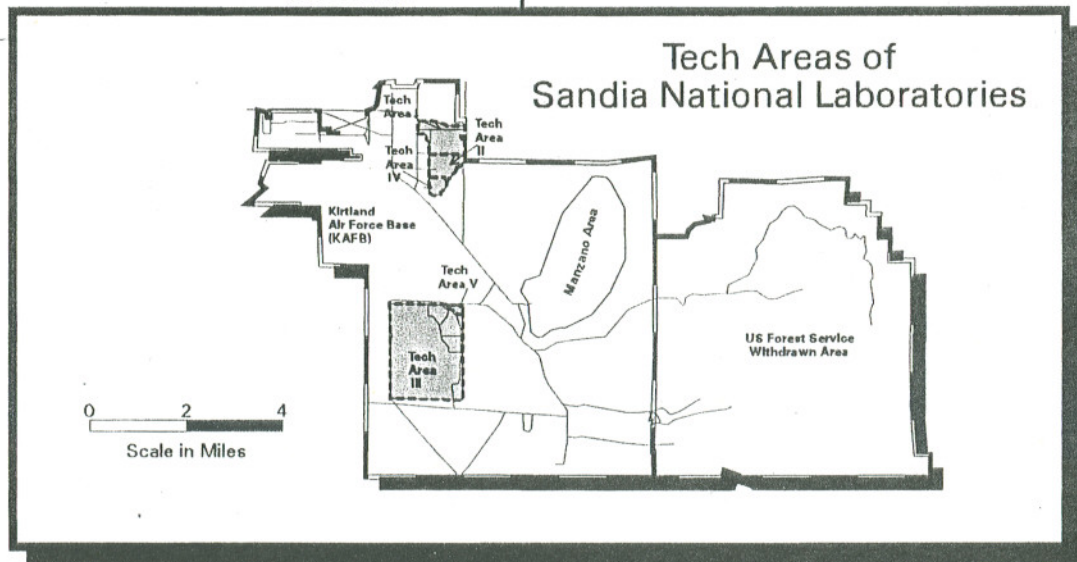 Tech Areas of
Sandia National Laboratories
Tech
Area I
Tech
Area
II
Tech
Area
IV
Kirtland
Air Force Base
(KAFB)
Manzano Area
Tech
Area V
US Forest Service
Withdrawn Area
Tech
Area
III
0 2 4
Scale in Miles